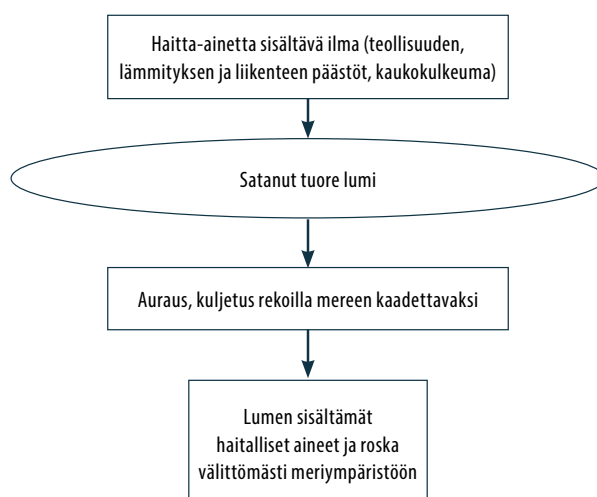 Haitta-ainetta sisältävä ilma (teollisuuden,
lämmityksen ja liikenteen päästöt, kaukokulkeuma)
Satanut tuore lumi
Auraus, kuljetus rekoilla mereen kaadettavaksi
Lumen sisältämät
haitalliset aineet ja roska
välittömästi meriympäristöön